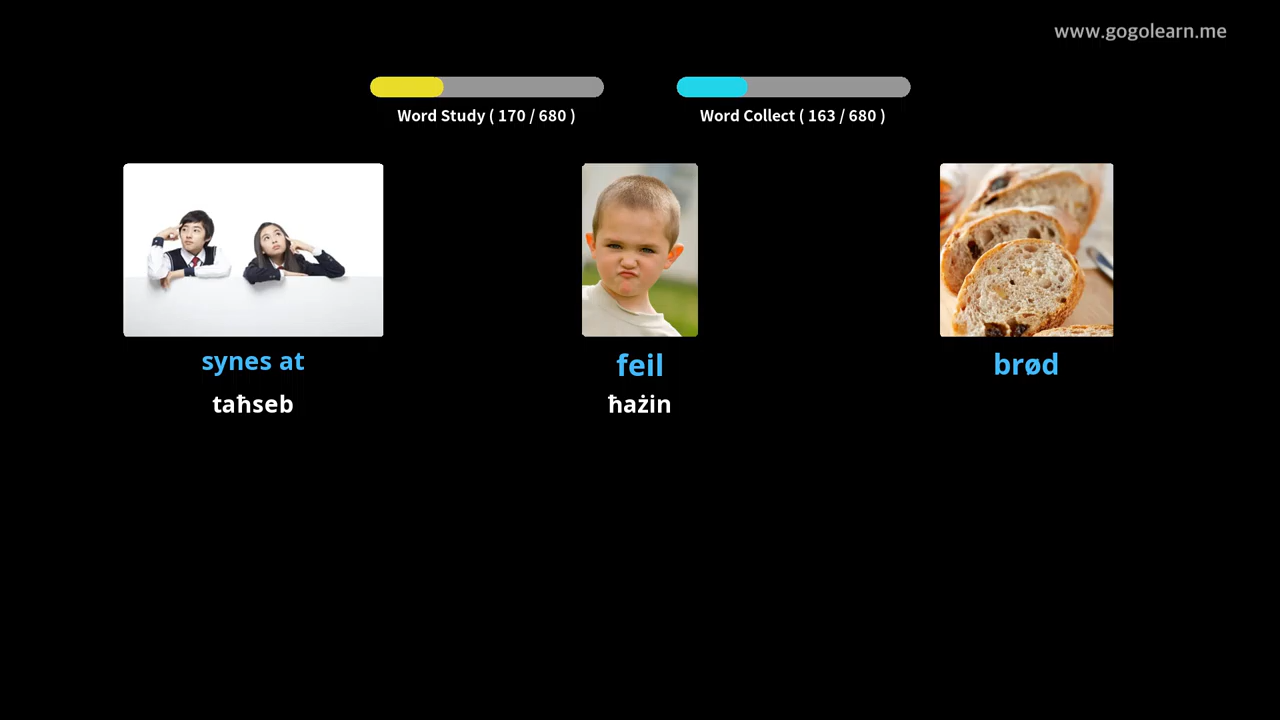 www.gogolearn.me
Word Study ( 170 / 680 )
Word Collect ( 163 / 680 )
synes at
feil
brød
taħseb
ħażin